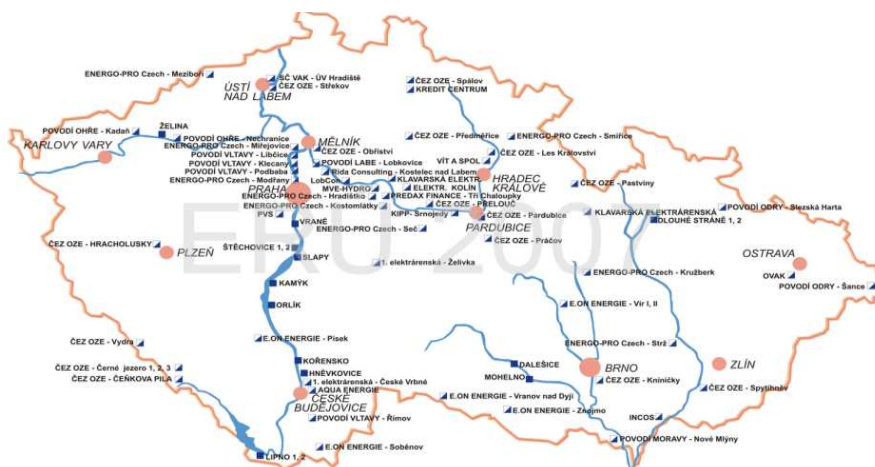 SČ VAK - ÚV Hradiště
ENERGO-PRO Czech - Meziboří
ČEZ OZE - Střekov
ÚSTÍ
NAD LABEM
ČEZ OZE - Spálov
KREDIT CENTRUM
ŽELINA
POVODÍ OHŘE - Kadaň
POVODÍ OHŘE - Nechranice
KARLOVY VARY
MĚLNÍK
ENERGO-PRO Czech - Miřejovice
ČEZ OZE - Obříství
POVODÍ VLTAVY - Libčice
POVODÍ VLTAVY - Klecany
POVODÍ LABE - Lobkovice
POVODÍ VLTAVY - Podbaba
Rida Consulting - Kostelec nad Labem
ENERGO-PRO Czech - Modřany
LobCon
PRAHA
MVE-HYDRO
ENERGO-PRO Czech - Hradištko
ENERGO-PRO Czech - Kostomlátky
PVS
ČEZ OZE - Předměřice
ENERGO-PRO Czech - Smiřice
VÍT A SPOL
ČEZ OZE - Les Království
HRADEC
KRÁLOVÉ
KLAVARSKÁ ELEKTR.
ELEKTR. KOLÍN
PREDAX FINANCE - Tři Chaloupky
ČEZ OZE - PŘELOUČ
KIPP- Srnojedy
ČEZ OZE - Pardubice
PARDUBICE
ENERGO-PRO Czech - Seč
ČEZ OZE - Práčov
ČEZ OZE - Pastviny
KLAVARSKÁ ELEKTRÁRENSKÁ
DLOUHÉ STRÁNĚ 1, 2
POVODÍ ODRY - Slezská Harta
OSTRAVA
OVAK
POVODÍ ODRY - Šance
VRANÉ
ČEZ OZE - HRACHOLUSKY
PLZEŇ
ŠTĚCHOVICE 1, 2
SLAPY
1. elektrárenská - Želivka
ERÚ 2007
KAMÝK
ORLÍK
ENERGO-PRO Czech - Kružberk
E.ON ENERGIE - Vír I, II
E.ON ENERGIE - Písek
ENERGO-PRO Czech - Strž
ČEZ OZE - Vydra
ČEZ OZE - Černé jezero 1, 2, 3
ČEZ OZE - ČEŇKOVA PILA
KOŘENSKO
HNĚVKOVICE
1. elektrárenská - České Vrbné
AQUA ENERGIE
ČESKÉ
BUDĚJOVICE
POVODÍ VLTAVY - Římov
E.ON ENERGIE - Soběnov
LIPNO 1, 2
DALEŠICE
MOHELNO
BRNO
ČEZ OZE - Kníničky
ZLÍN
ČEZ OZE - Spytihněv
E.ON ENERGIE - Vranov nad Dyjí
E.ON ENERGIE - Znojmo
INCOS
POVODÍ MORAVY - Nové Mlýny